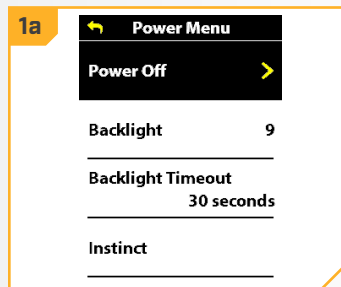 1a
Power Menu
Power Off
Backlight 9
Backlight Timeout
30 seconds
Instinct